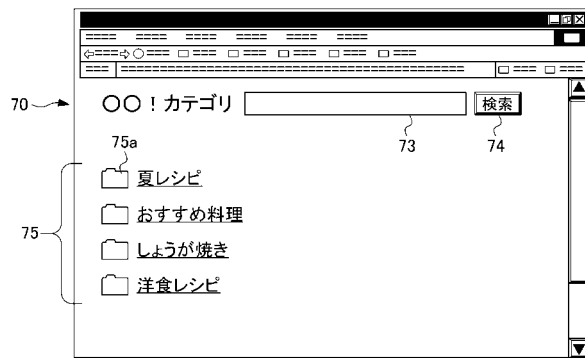 70
〇〇！カテゴリ
検索
73
74
75a
夏レシピ
75
おすすめ料理
しょうが焼き
洋食レシピ